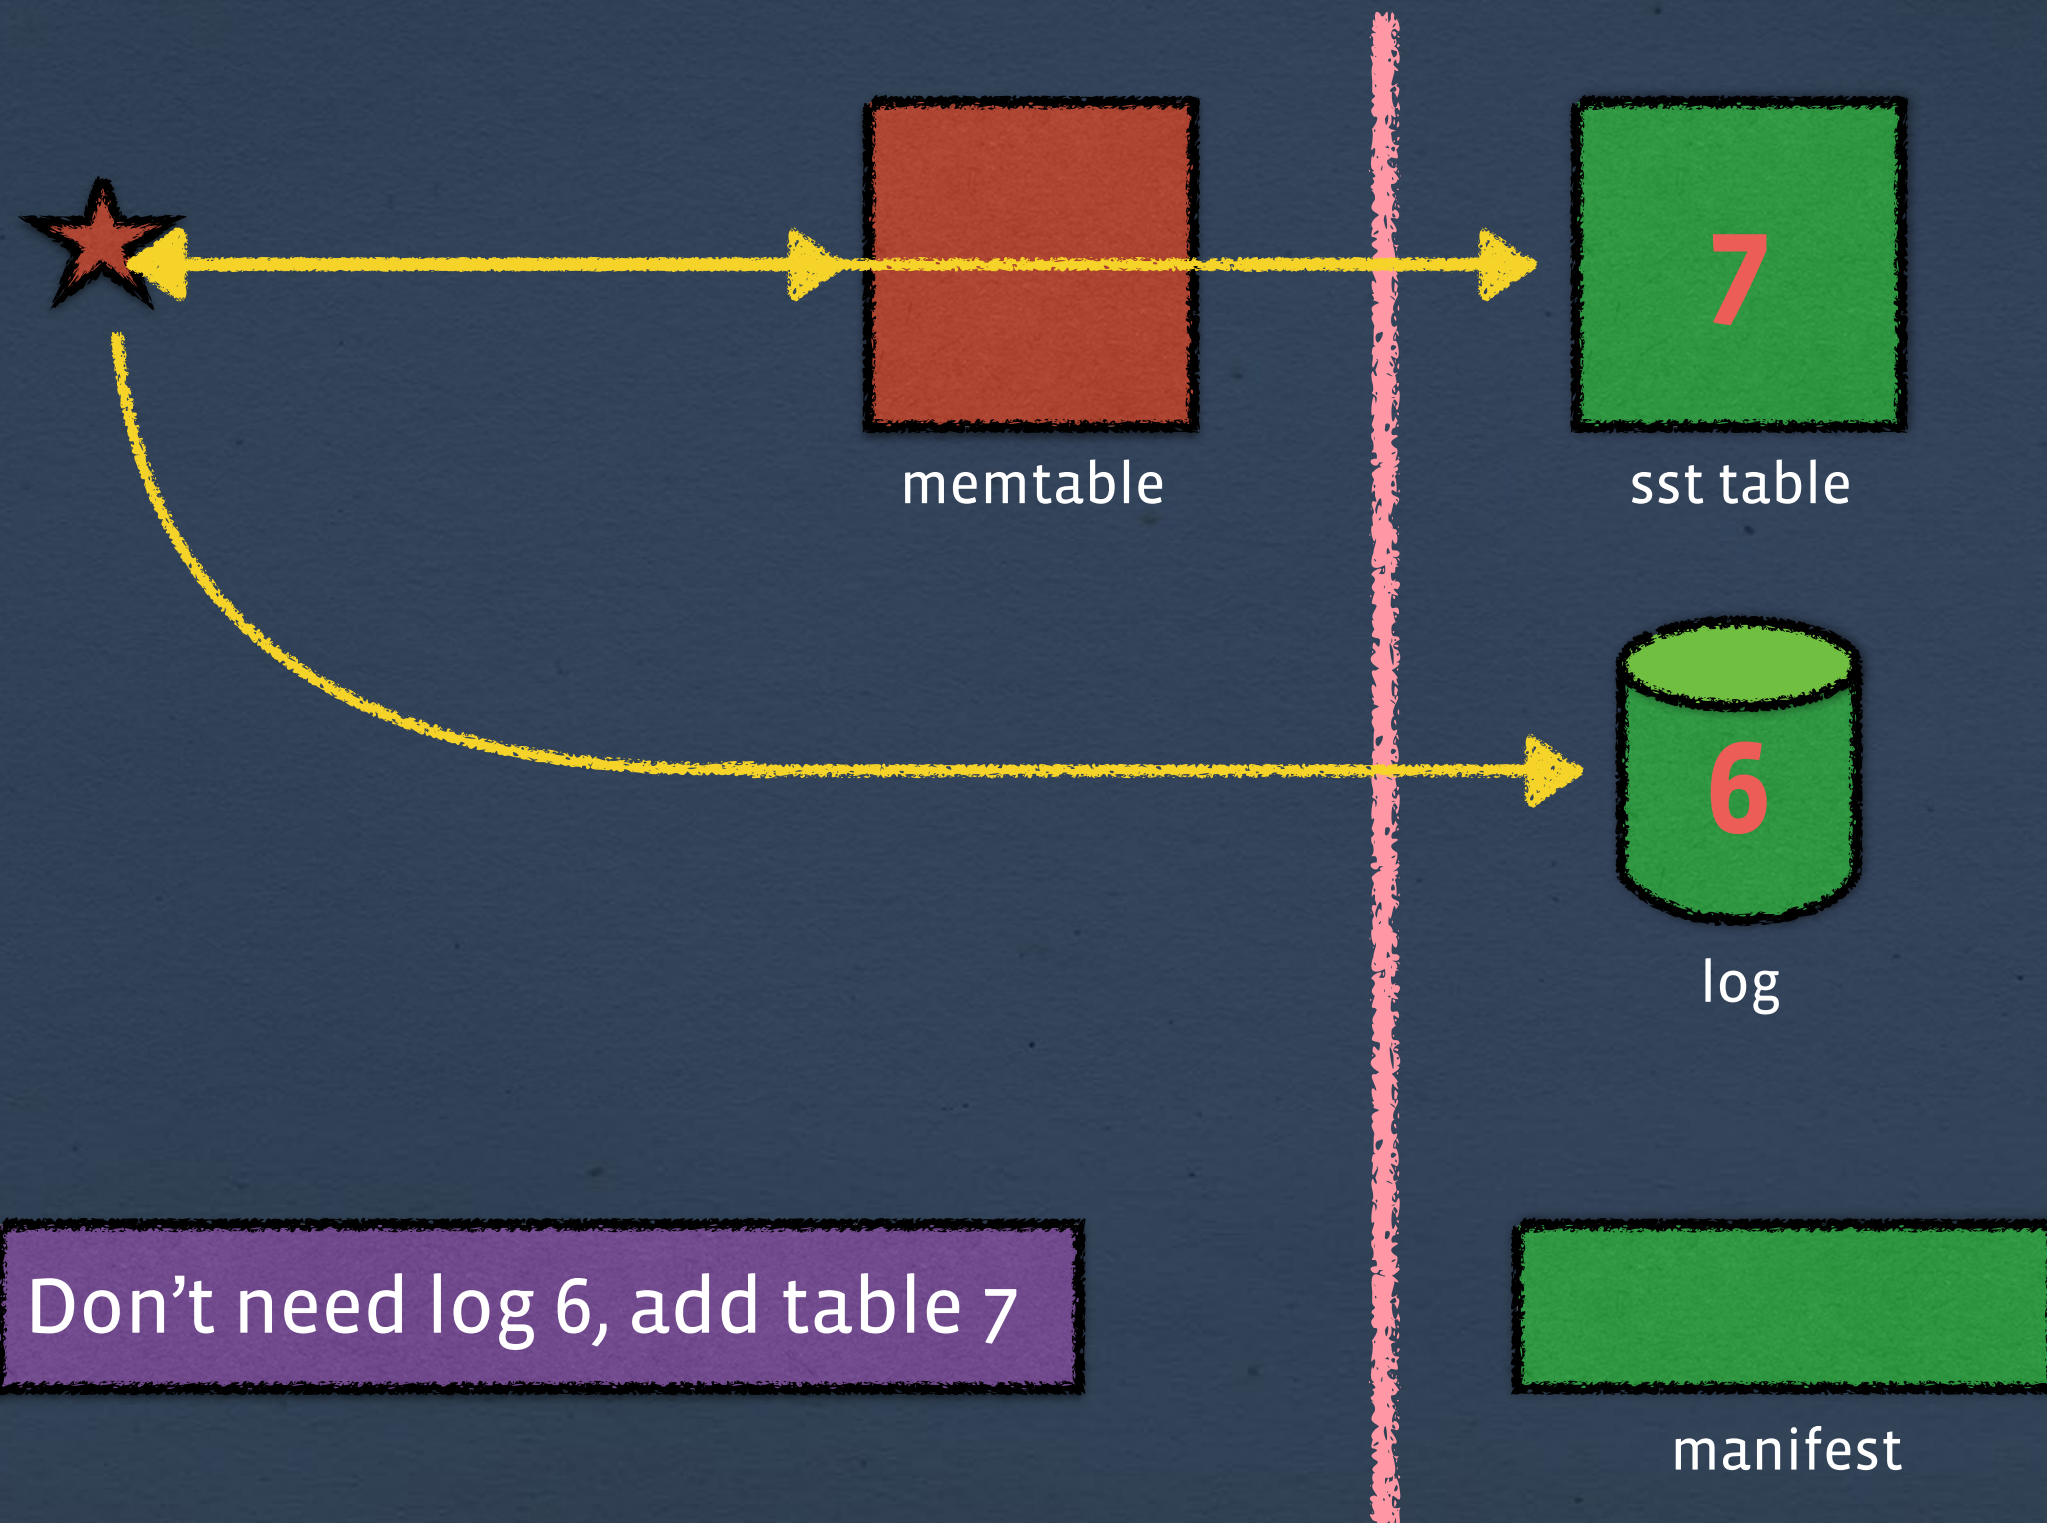 7
memtable
sst table
6
log
Don’t need log 6, add table 7
manifest